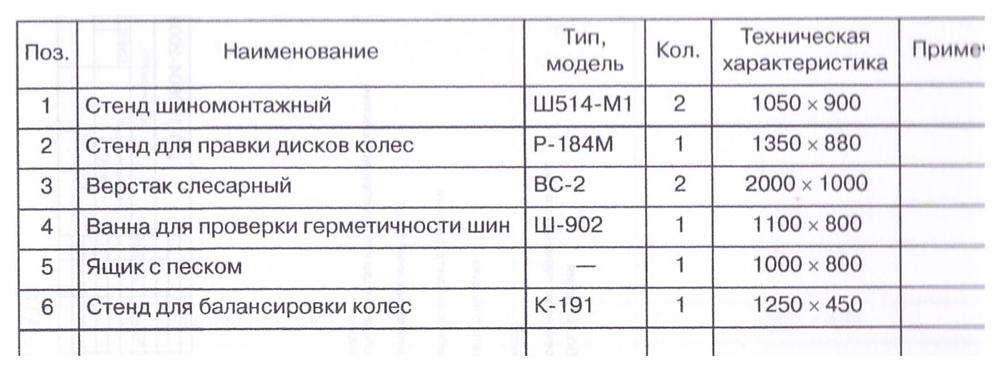 Поз. Наименование Тип, модель Кол. Техническая характеристика Приме
1 Стенд шиномонтажный Ш514-М1 2 1050 × 900
2 Стенд для правки дисков колес Р-184М 1 1350 × 880
3 Верстак слесарный ВС-2 2 2000 × 1000
4 Ванна для проверки герметичности шин Ш-902 1 1100 × 800
5 Ящик с песком — 1 1000 × 800
6 Стенд для балансировки колес К-191 1 1250 × 450